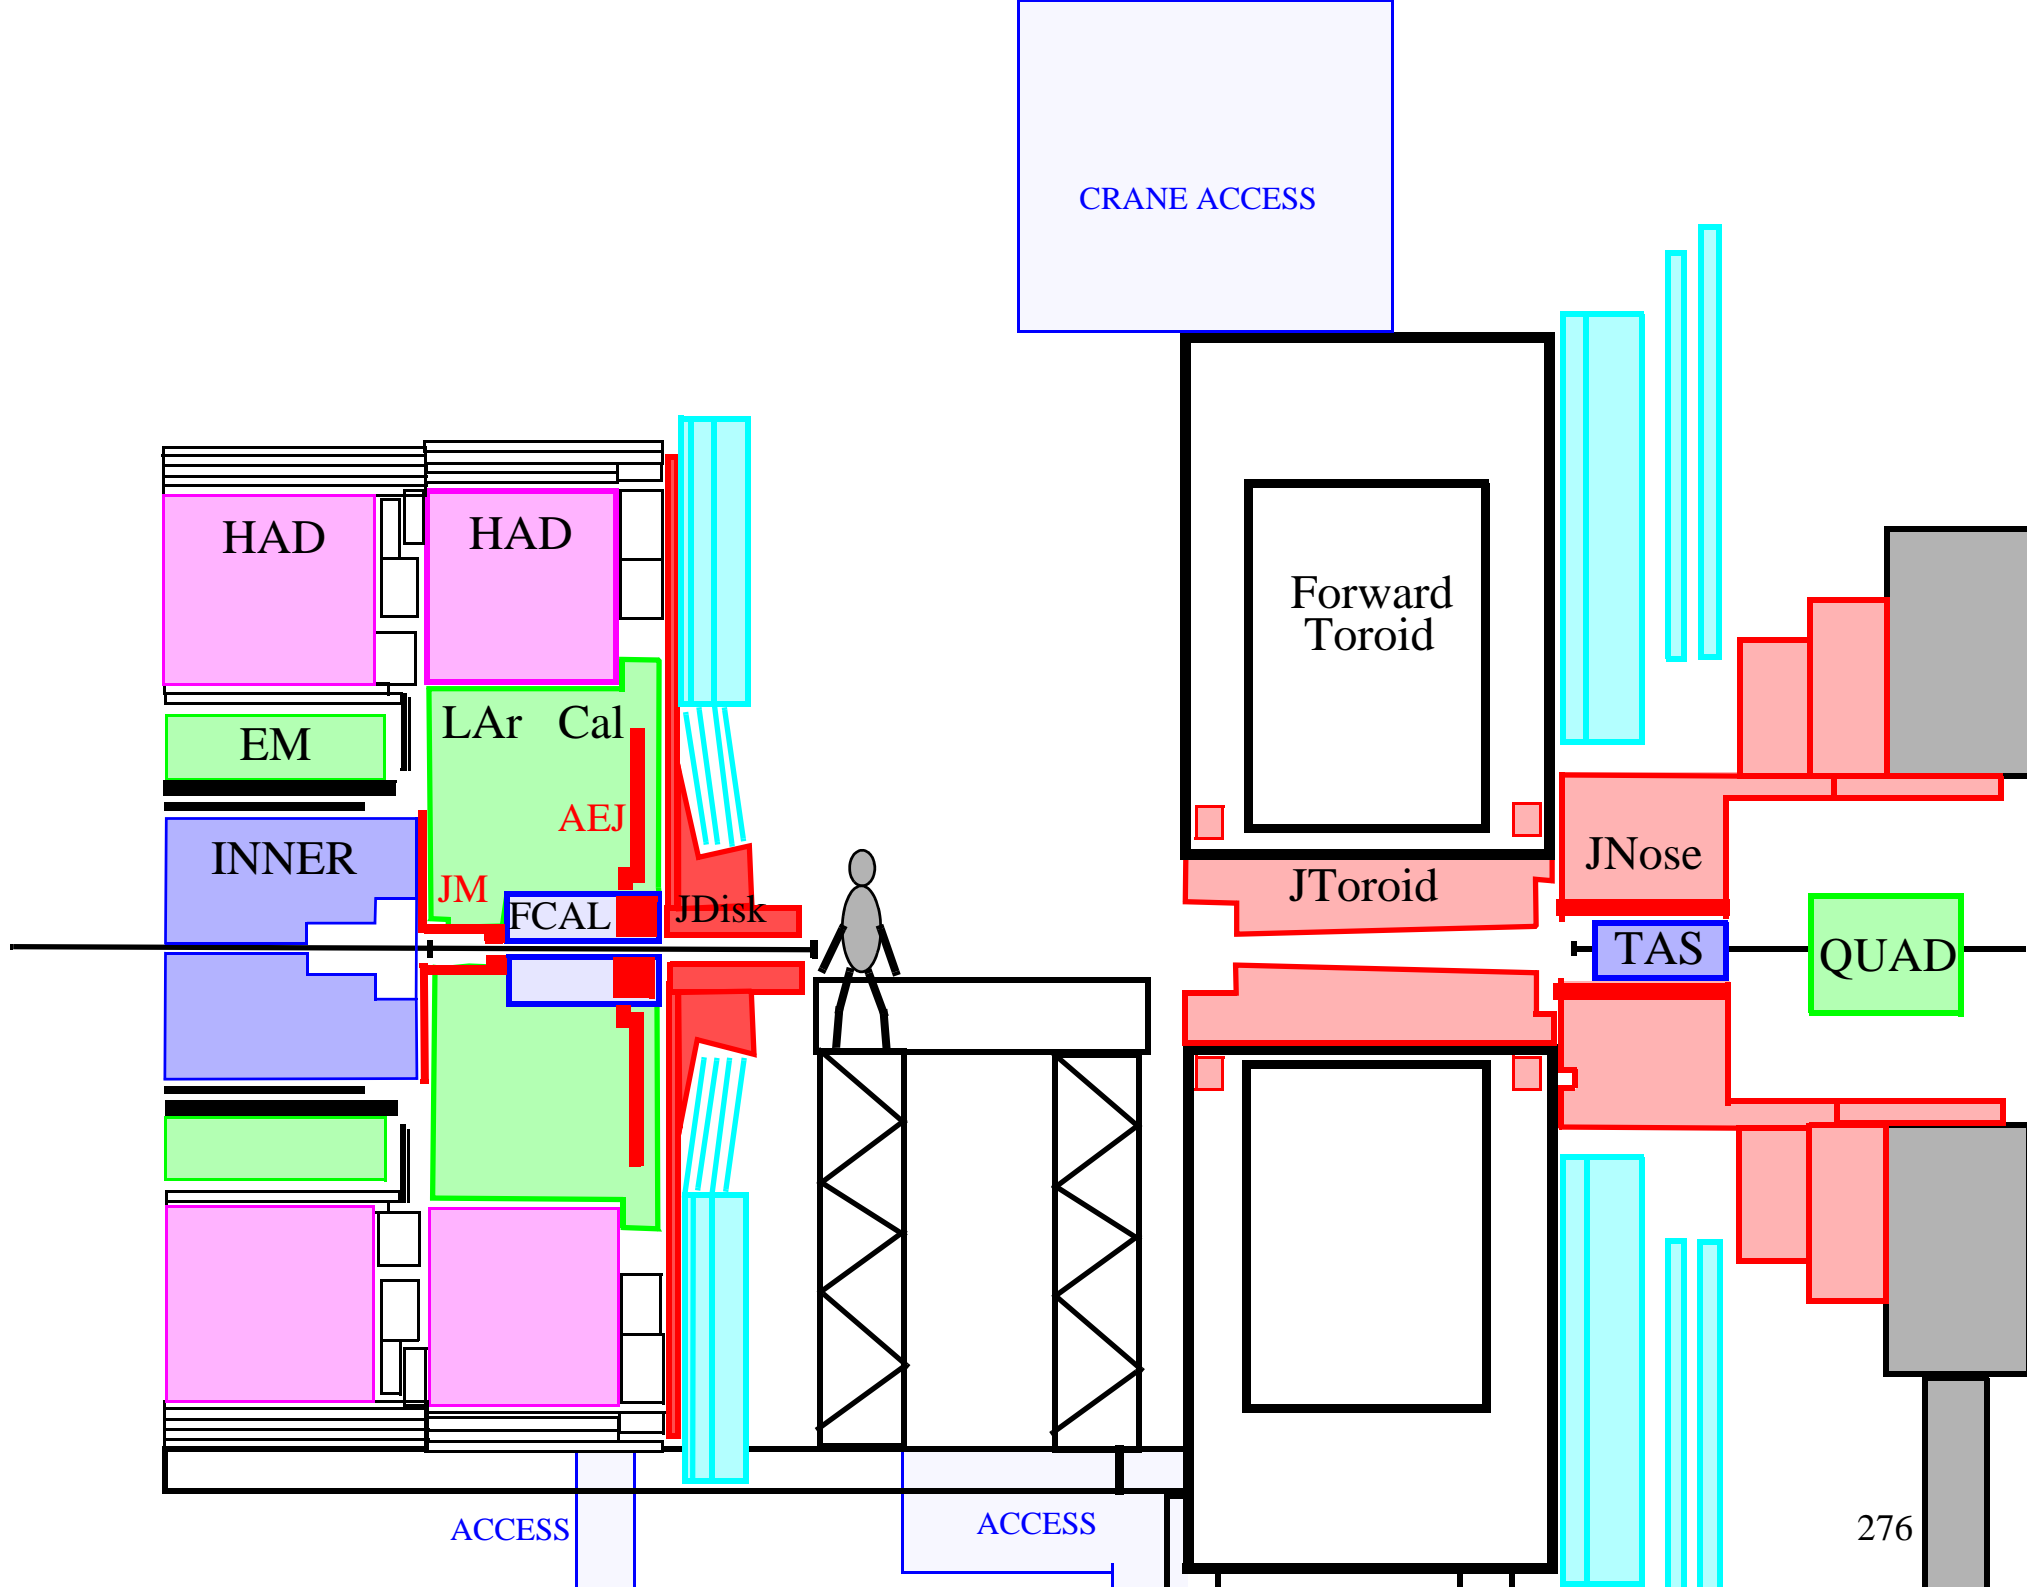 CRANE ACCESS
HAD
HAD
Forward
Toroid
LAr Cal
EM
AEJ
INNER
JM
FCAL
JDisk
JToroid
JNose
TAS
QUAD
ACCESS
ACCESS
276